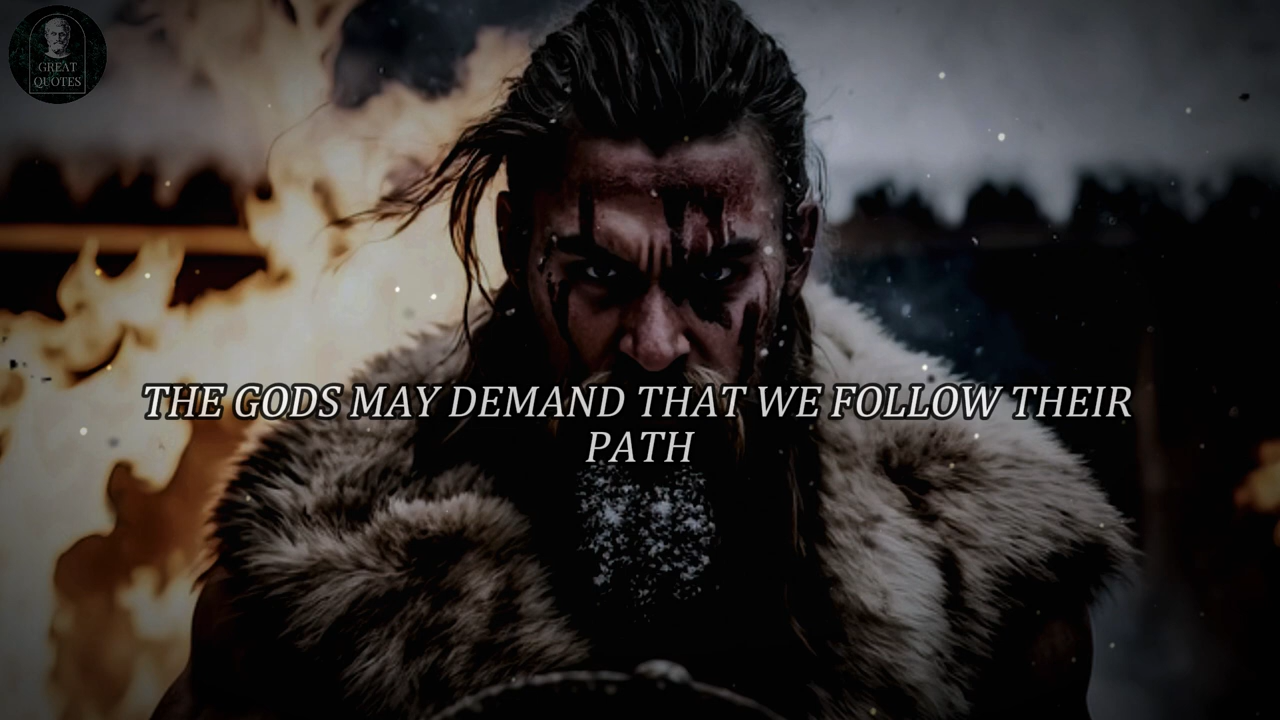 GREAT
QUOTES
THE GODS MAY DEMAND THAT WE FOLLOW THEIR
PATH